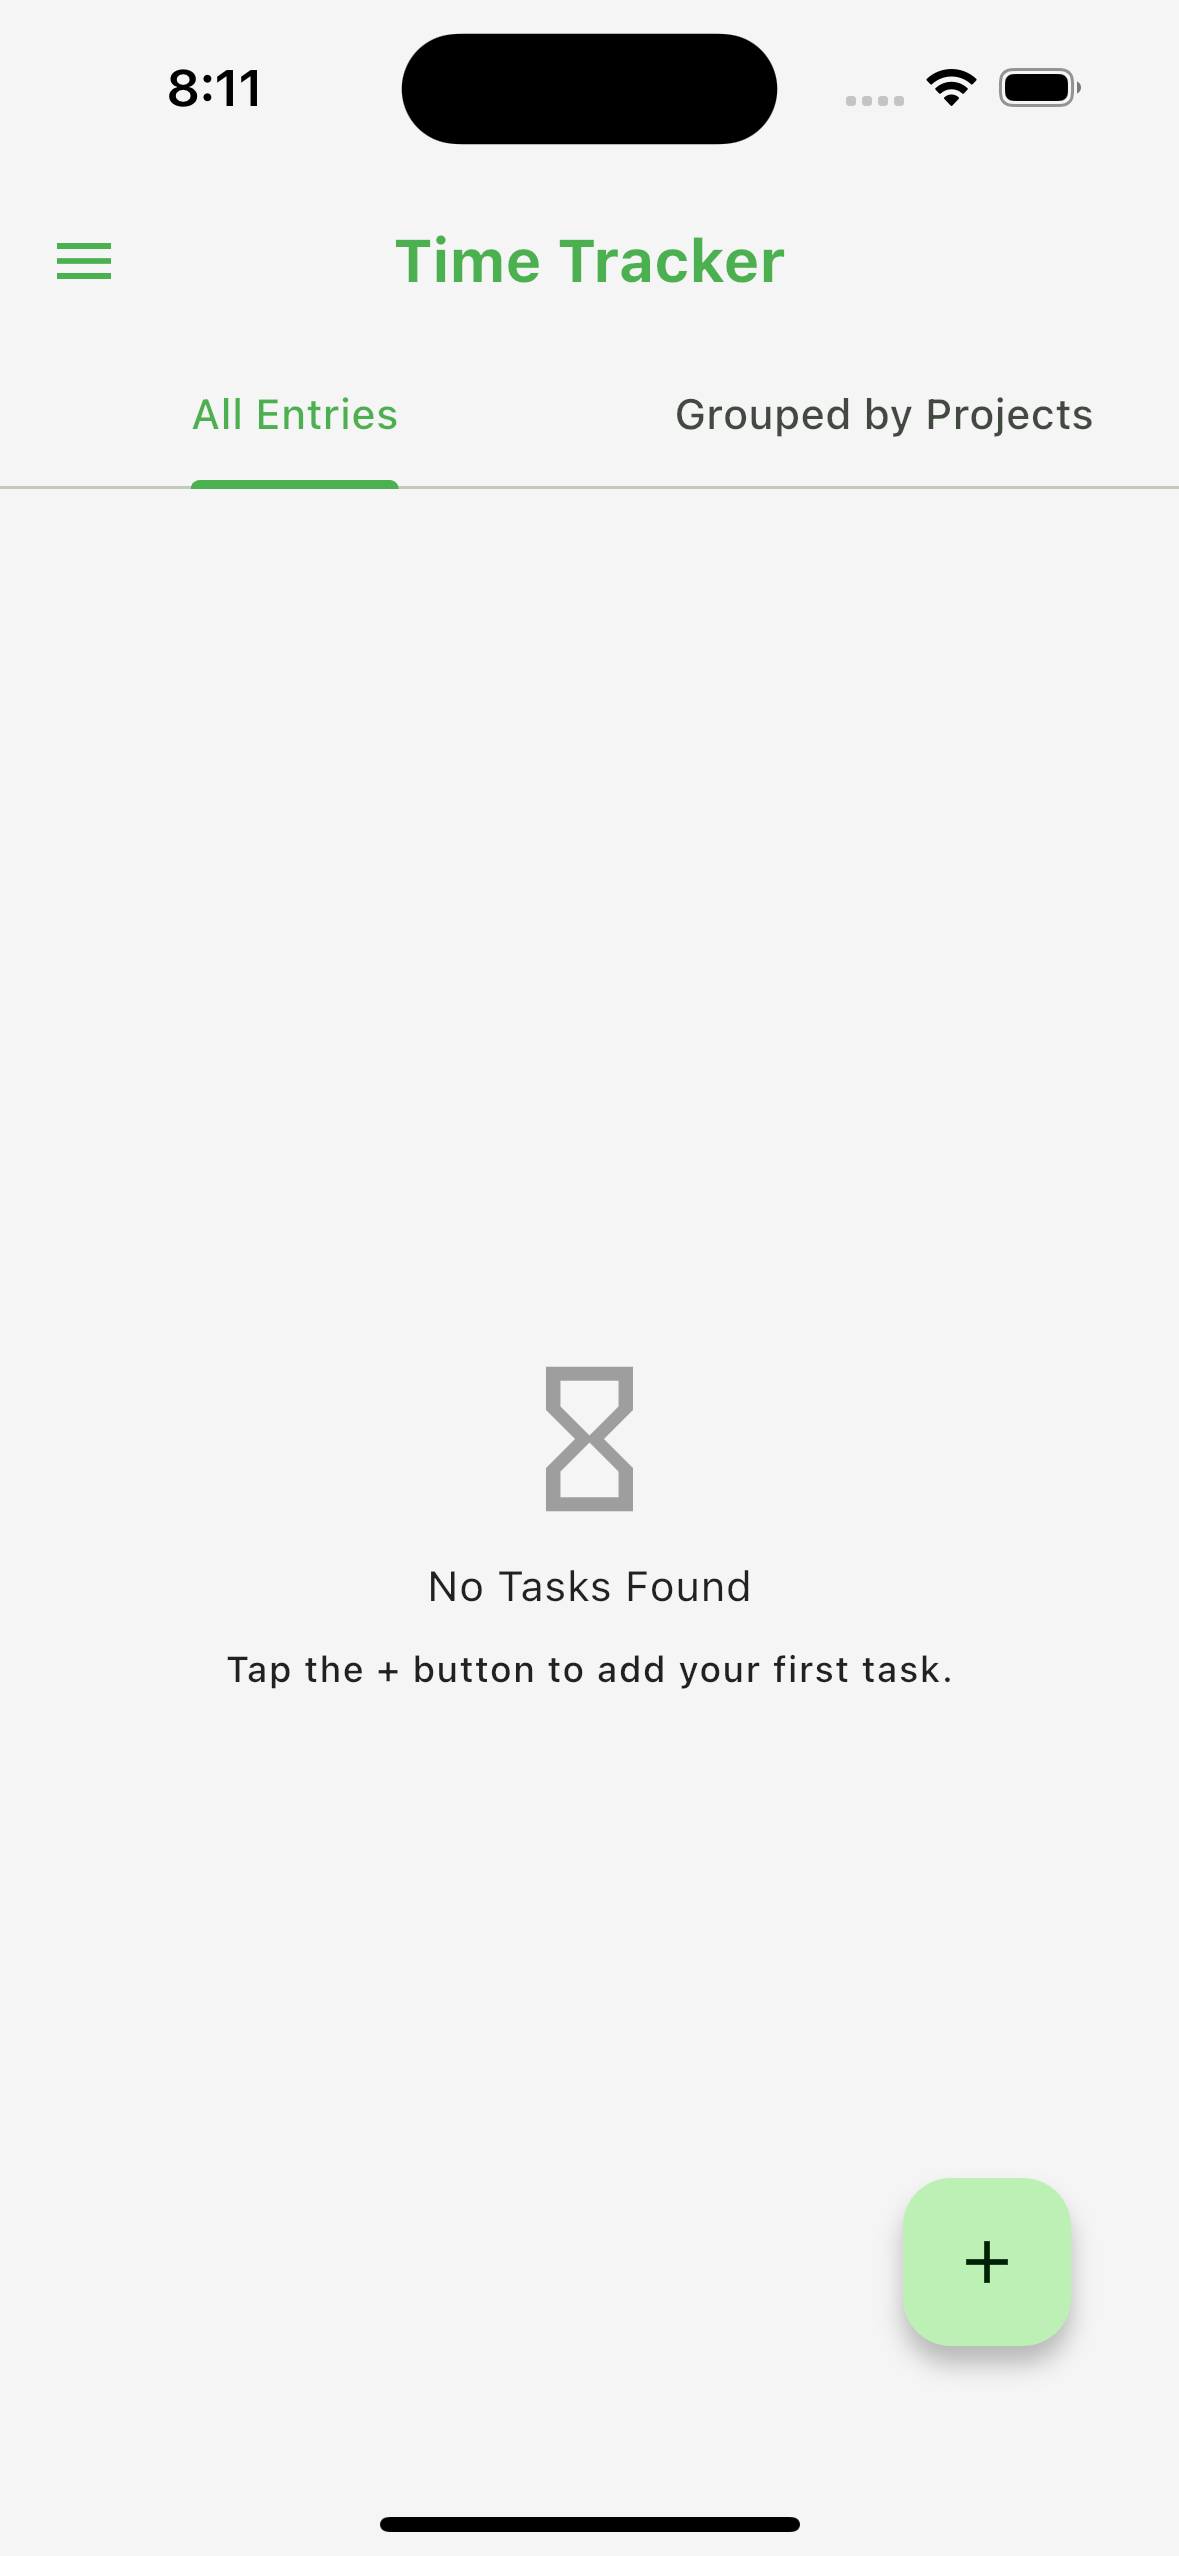 8:11
Time Tracker
All Entries
Grouped by Projects
No Tasks Found
Tap the + button to add your first task.
+